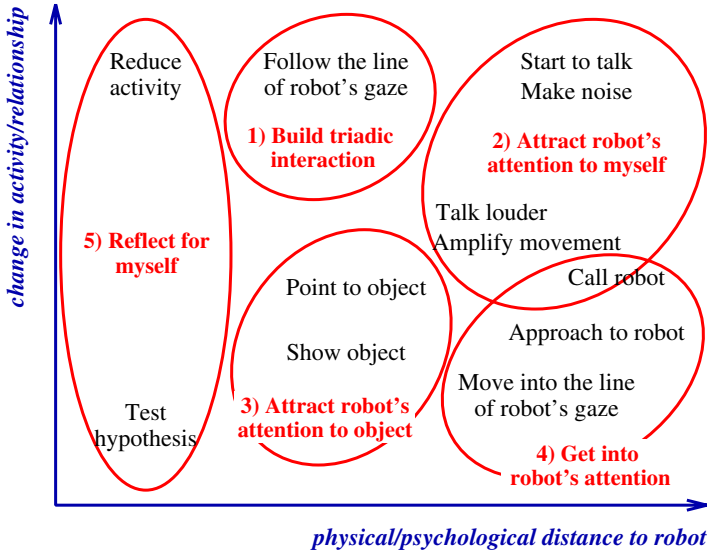 change in activity/relationship
Reduce
activity
5) Reflect for
myself
Test
hypothesis
Follow the line
of robot's gaze
1) Build triadic
interaction
Start to talk
Make noise
2) Attract robot's
attention to myself
Talk louder
Amplify movement
Point to object
Show object
3) Attract robot's
attention to object
Call robot
Approach to robot
Move into the line
of robot's gaze
4) Get into
robot's attention
physical/psychological distance to robot